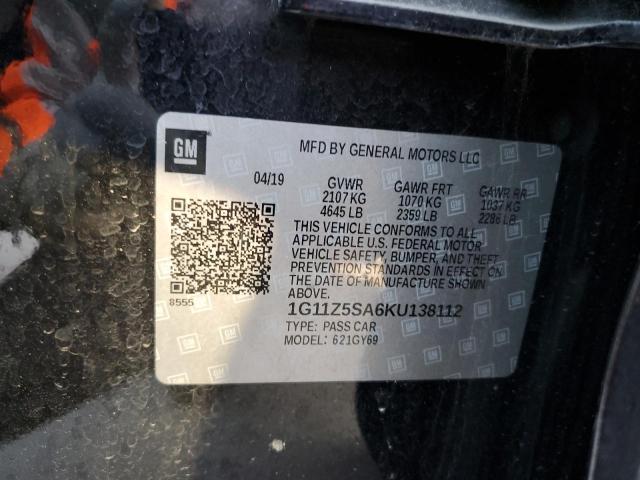 GM
MFD BY GENERAL MOTORS LLC
04/19 GVWR GAWR FRT GAWR RR
2107 KG 1070 KG 1037 KG
4645 LB 2359 LB 2286 LB
THIS VEHICLE CONFORMS TO ALL
APPLICABLE U.S. FEDERAL MOTOR
VEHICLE SAFETY, BUMPER, AND THEFT
PREVENTION STANDARDS IN EFFECT ON
THE DATE OF MANUFACTURE SHOWN
ABOVE.
8555
1G11Z5SA6KU138112
TYPE: PASS CAR
MODEL: 621GY69